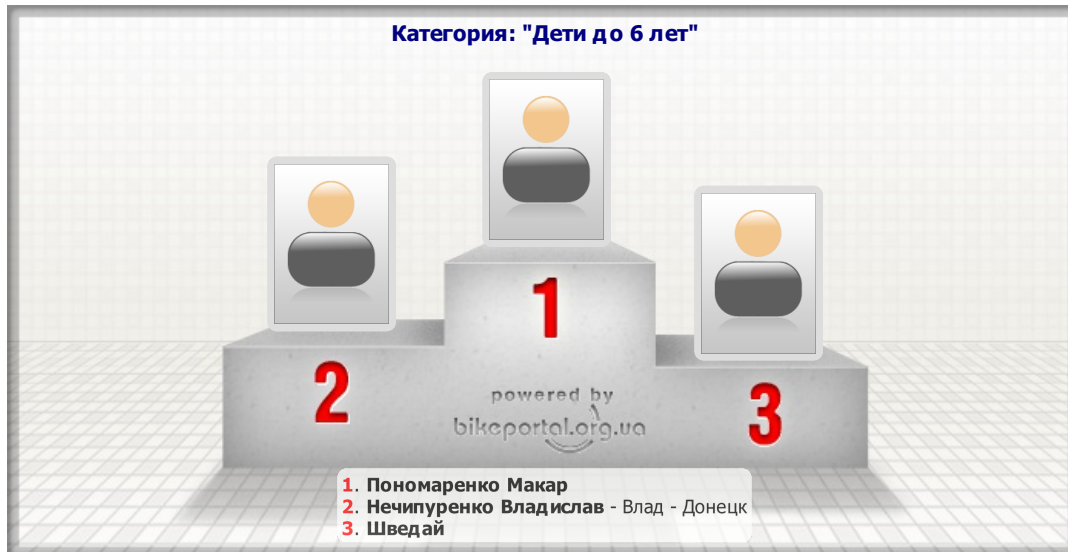 Категория: "Дети до 6 лет"
1
2
3
powered by
bikeportal.org.ua
1. Пономаренко Макар
2. Нечипуренко Владислав - Влад - Донецк
3. Шведай